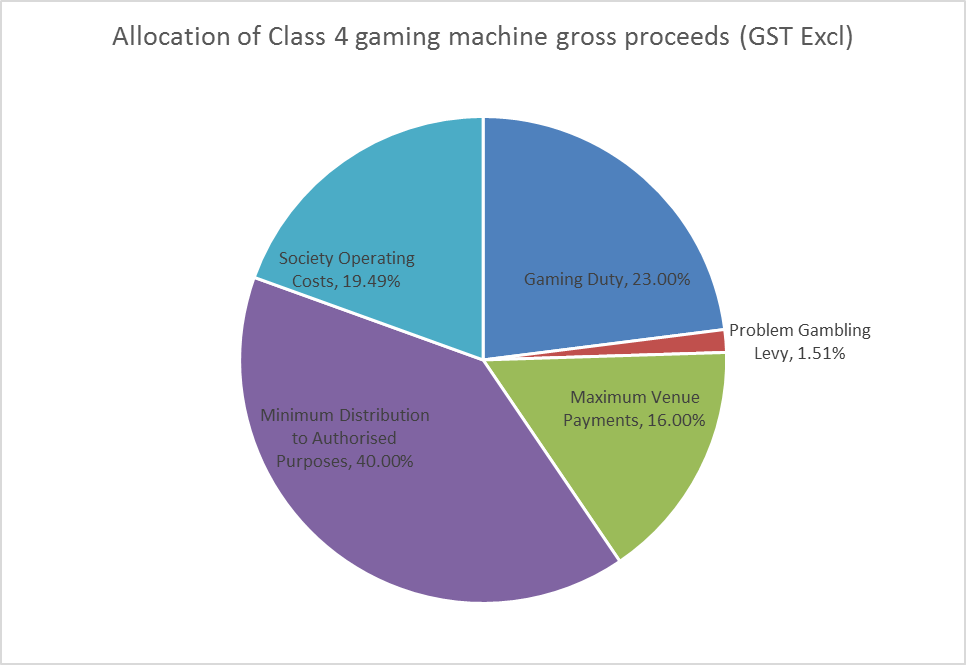 Allocation of Class 4 gaming machine gross proceeds (GST Excl)
Society Operating
Costs, 19.49%
Gaming Duty, 23.00%
Problem Gambling
Levy, 1.51%
Maximum Venue
Payments, 16.00%
Minimum Distribution
to Authorised
Purposes, 40.00%